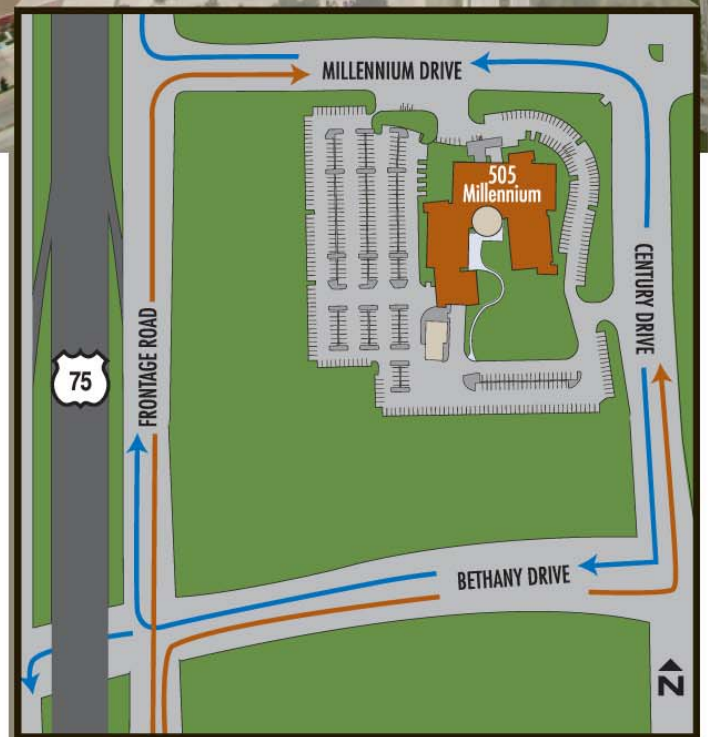 MILLENNIUM DRIVE
505
Millennium
CENTURY DRIVE
FRONTAGE ROAD
75
BETHANY DRIVE
N